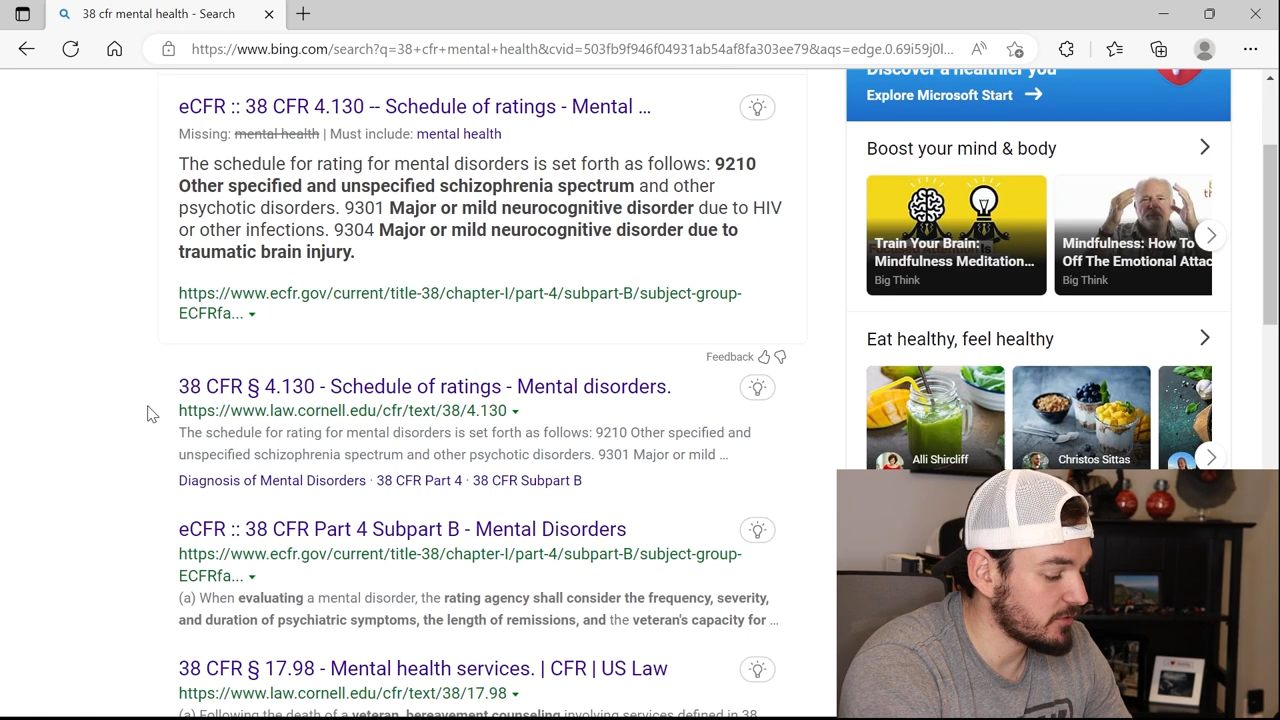 38 cfr mental health - Search
https://www.bing.com/search?q=38+cfr+mental+health&cvid=503fb9f946f04931ab54af8fa303ee79&aqs=edge.0.69i59j0l...
Discover a healthier you
Explore Microsoft Start
eCFR :: 38 CFR 4.130 -- Schedule of ratings - Mental ...
Missing: mental health | Must include: mental health
The schedule for rating for mental disorders is set forth as follows: 9210
Other specified and unspecified schizophrenia spectrum and other
psychotic disorders. 9301 Major or mild neurocognitive disorder due to HIV
or other infections. 9304 Major or mild neurocognitive disorder due to
traumatic brain injury.
https://www.ecfr.gov/current/title-38/chapter-I/part-4/subpart-B/subject-group-
ECFRfa...
Feedback
38 CFR § 4.130 - Schedule of ratings - Mental disorders.
https://www.law.cornell.edu/cfr/text/38/4.130
The schedule for rating for mental disorders is set forth as follows: 9210 Other specified and
unspecified schizophrenia spectrum and other psychotic disorders. 9301 Major or mild ...
Diagnosis of Mental Disorders · 38 CFR Part 4 · 38 CFR Subpart B
eCFR :: 38 CFR Part 4 Subpart B - Mental Disorders
https://www.ecfr.gov/current/title-38/chapter-I/part-4/subpart-B/subject-group-
ECFRfa...
(a) When evaluating a mental disorder, the rating agency shall consider the frequency, severity,
and duration of psychiatric symptoms, the length of remissions, and the veteran's capacity for ...
38 CFR § 17.98 - Mental health services. | CFR | US Law
https://www.law.cornell.edu/cfr/text/38/17.98
(a) Following the death of a veteran, bereavement counseling involving services defined in 38
Boost your mind & body
Train Your Brain:
Mindfulness Meditation...
Big Think
Mindfulness: How To
Off The Emotional Attac
Big Think
Eat healthy, feel healthy
Alli Shircliff
Christos Sittas